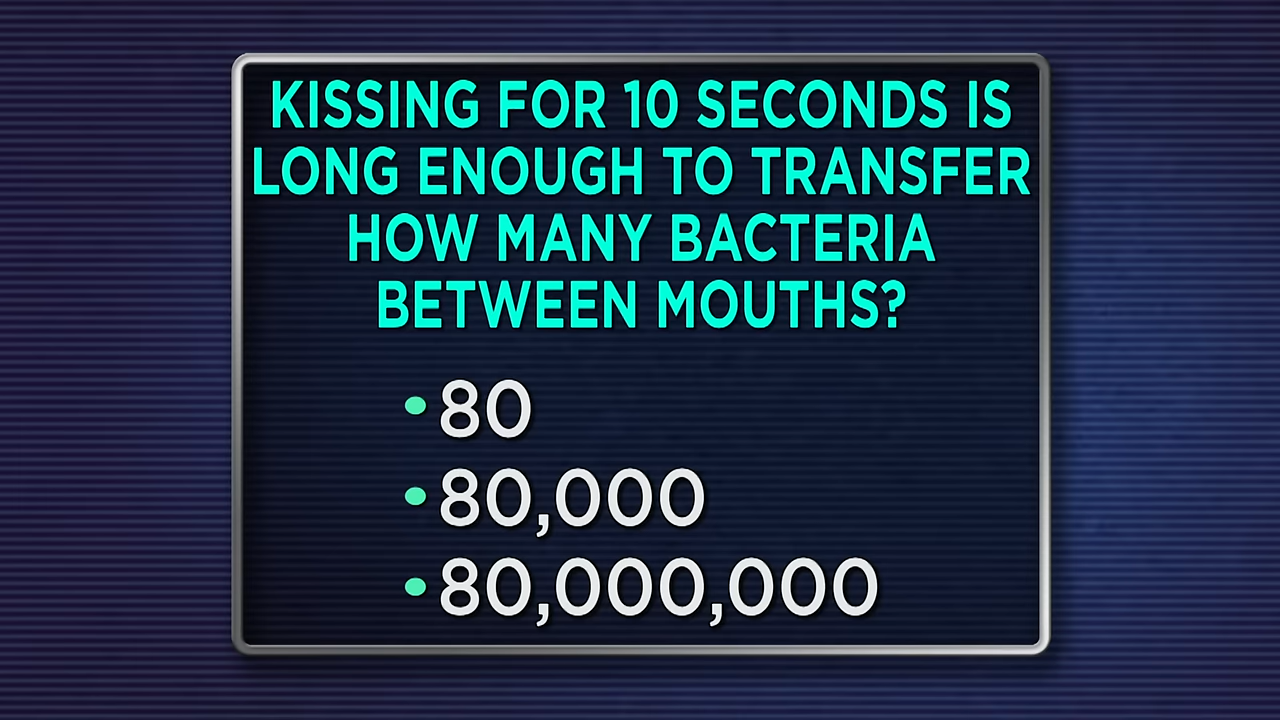 KISSING FOR 10 SECONDS IS
LONG ENOUGH TO TRANSFER
HOW MANY BACTERIA
BETWEEN MOUTHS?
• 80
• 80,000
• 80,000,000